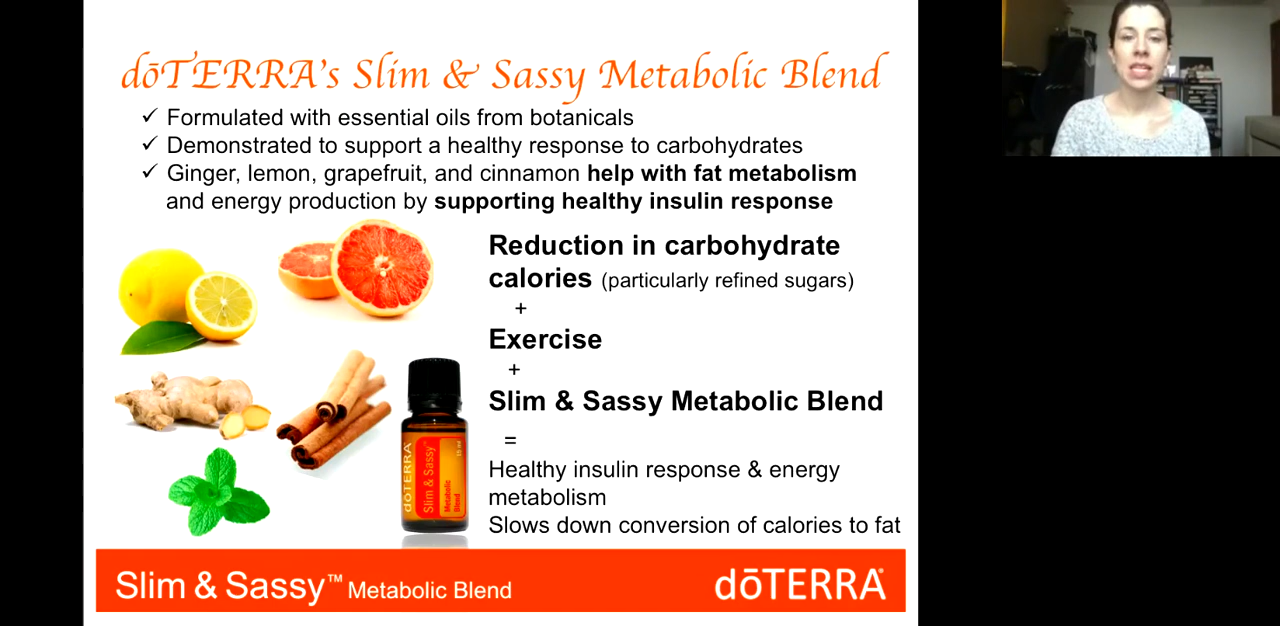 dōTERRA's Slim & Sassy Metabolic Blend
✓ Formulated with essential oils from botanicals
✓ Demonstrated to support a healthy response to carbohydrates
✓ Ginger, lemon, grapefruit, and cinnamon help with fat metabolism
and energy production by supporting healthy insulin response
Reduction in carbohydrate
calories (particularly refined sugars)
+
Exercise
+
Slim & Sassy Metabolic Blend
=
Healthy insulin response & energy
metabolism
Slows down conversion of calories to fat
dōTERRA
Slim & Sassy
Metabolic
Blend
15 ml
Slim & Sassy™ Metabolic Blend
dōTERRA®